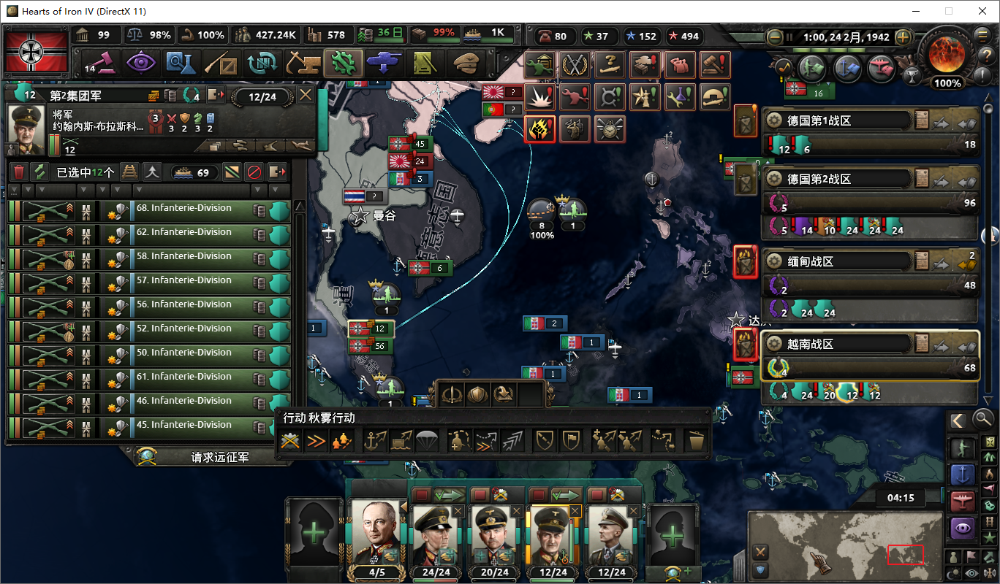 Hearts of Iron IV (DirectX 11)
99
98%
100%
427.24K
578
36日
99%
1K
80
37
152
494
1:00, 24 2月, 1942
14
100%
12
第2集团军
4
12/24
将军
约翰内斯·布拉斯科...
3
3 2 3 2
12
已选中12个
69
68. Infanterie-Division
62. Infanterie-Division
58. Infanterie-Division
57. Infanterie-Division
56. Infanterie-Division
52. Infanterie-Division
50. Infanterie-Division
61. Infanterie-Division
46. Infanterie-Division
45. Infanterie-Division
请求远征军
1
?
?
16
45
24
3
?
曼谷
意志国
6
8
100%
1
1
12
56
1
1
2
1
1
1
达沃
德国第1战区
12 6
18
德国第2战区
5
96
5 14 10 24 24 24
缅甸战区
2
2
48
2 24 24
越南战区
4
68
4 24 20 12 12
行动 秋雾行动
4/5
24/24
20/24
12/24
12/24
04:15